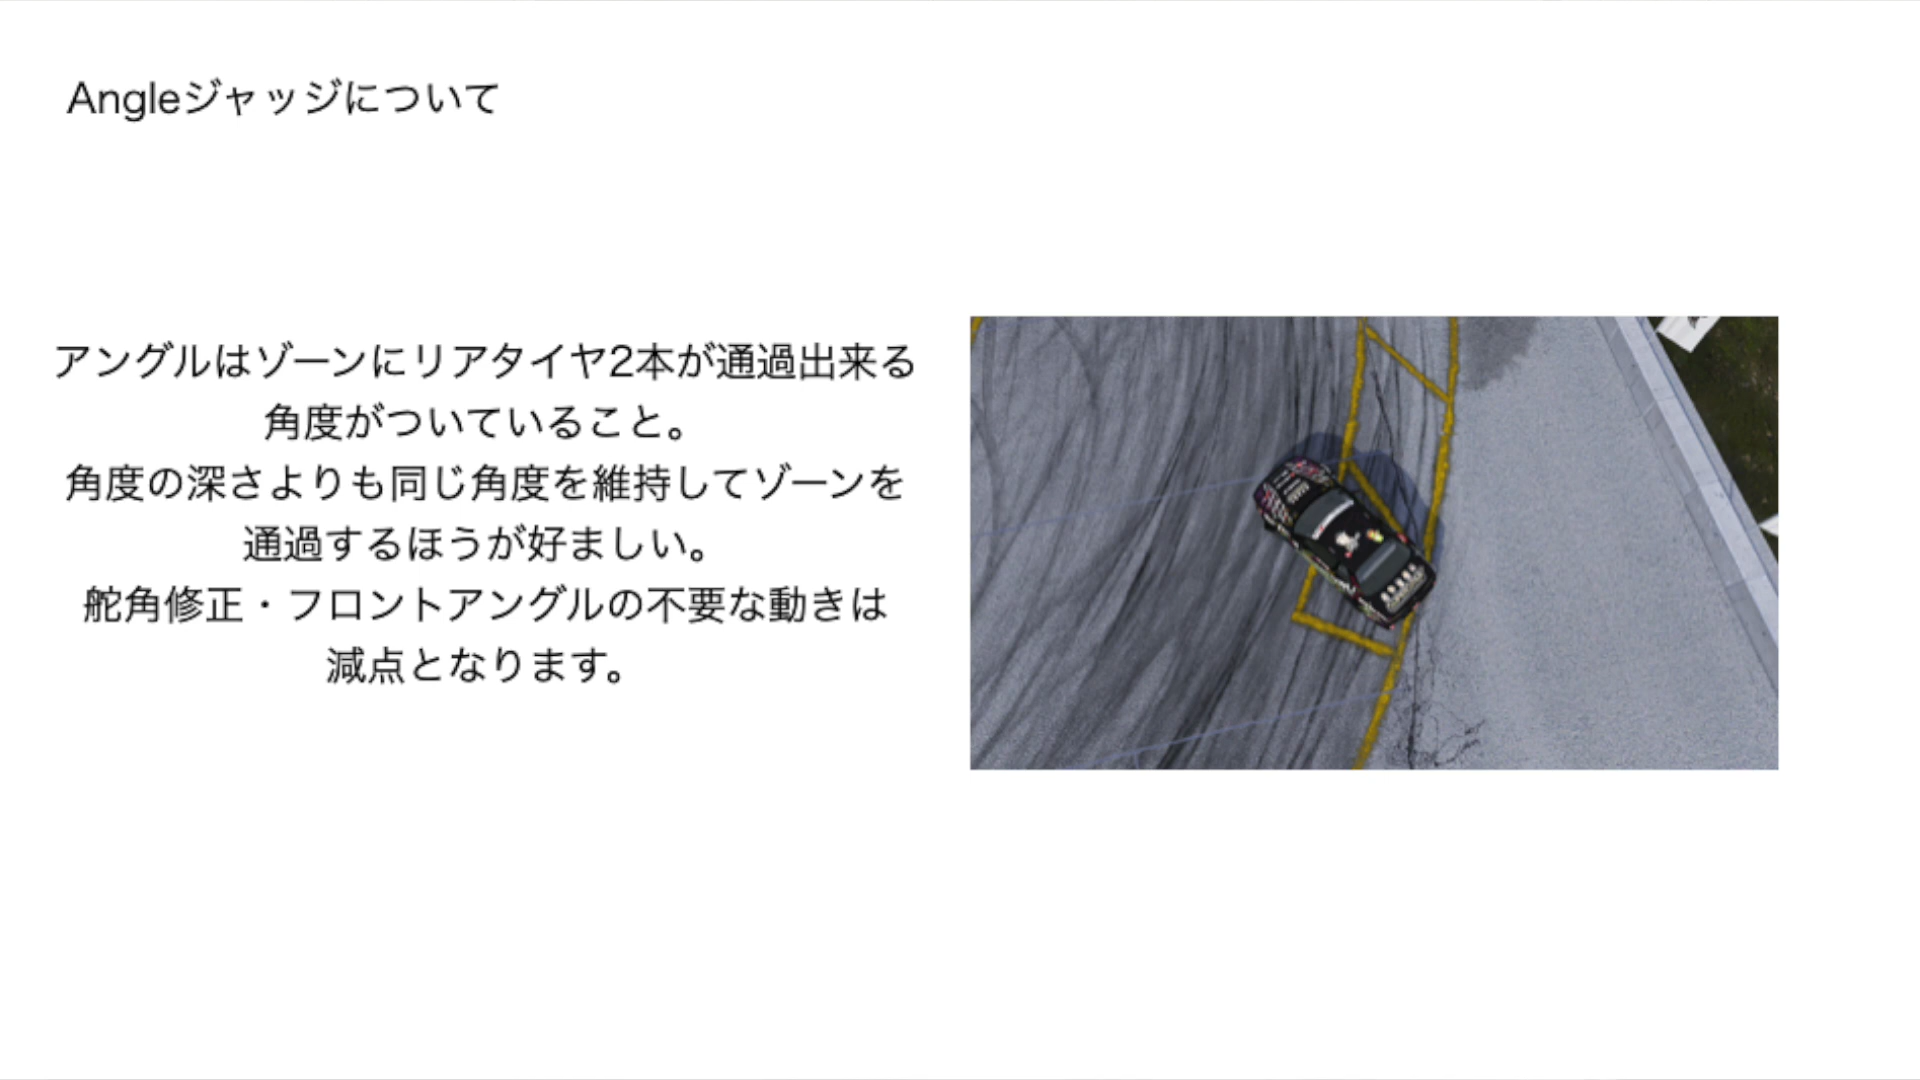 Angleジャッジについて
アングルはゾーンにリアタイヤ2本が通過出来る
角度がついていること。
角度の深さよりも同じ角度を維持してゾーンを
通過するほうが好ましい。
舵角修正・フロントアングルの不要な動きは
減点となります。